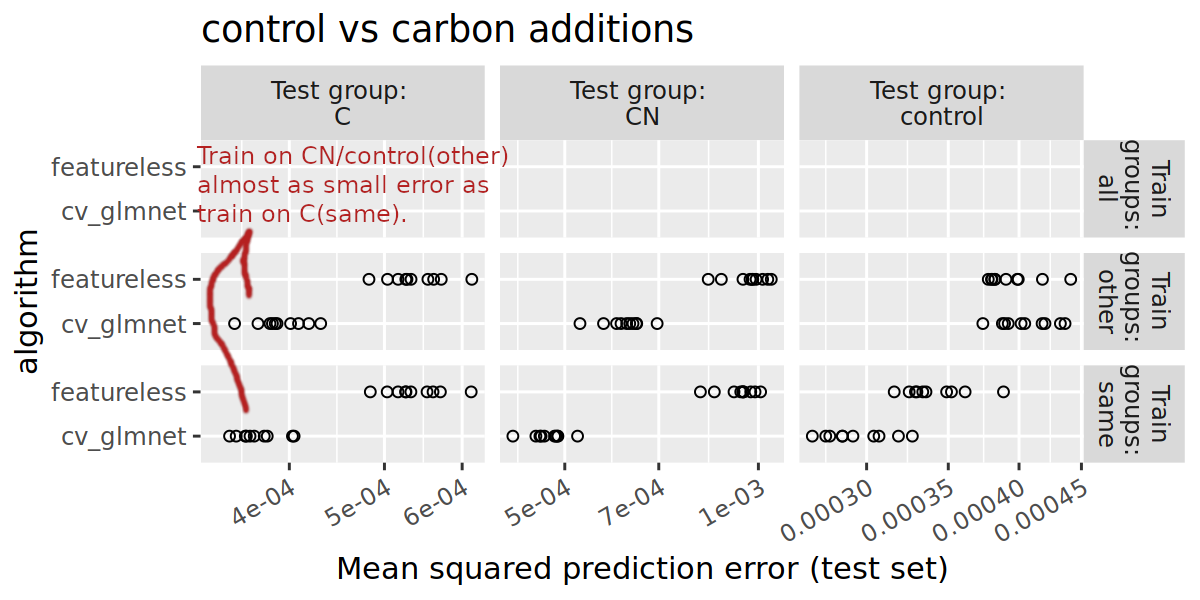 control vs carbon additions
Test group:
C
Test group:
CN
Test group:
control
featureless
cv_glmnet
Train on CN/control(other)
almost as small error as
train on C(same).
Train
groups:
all
featureless
cv_glmnet
Train
groups:
other
featureless
cv_glmnet
Train
groups:
same
algorithm
4e-04
5e-04
6e-04
5e-04
7e-04
1e-03
0.00030
0.00035
0.00040
0.00045
Mean squared prediction error (test set)